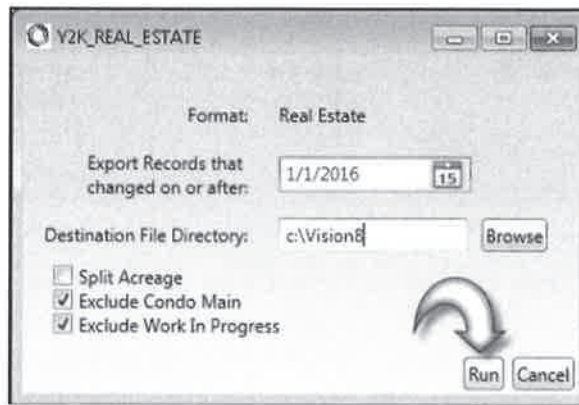 Y2K_REAL_ESTATE
Format: Real Estate
Export Records that
changed on or after: 1/1/2016 15
Destination File Directory: c:\Vision8 Browse
Split Acreage
Exclude Condo Main
Exclude Work In Progress
Run Cancel